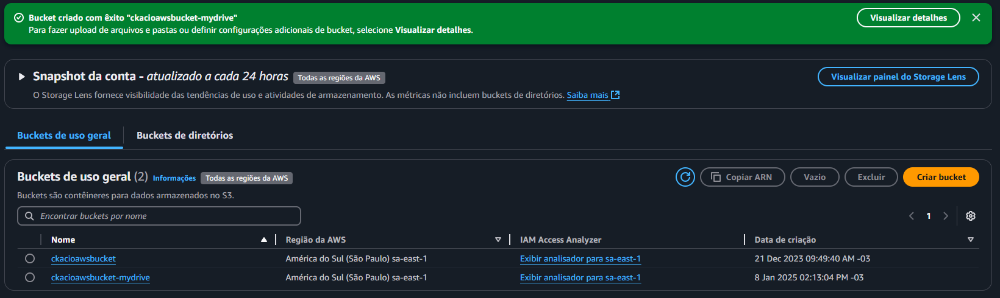 Bucket criado com êxito "ckacioawsbucket-mydrive"
Visualizar detalhes
Para fazer upload de arquivos e pastas ou definir configurações adicionais de bucket, selecione Visualizar detalhes.
Snapshot da conta - atualizado a cada 24 horas Todas as regiões da AWS
Visualizar painel do Storage Lens
O Storage Lens fornece visibilidade das tendências de uso e atividades de armazenamento. As métricas não incluem buckets de diretórios. Saiba mais
Buckets de uso geral Buckets de diretórios
Buckets de uso geral (2) Informações Todas as regiões da AWS
Copiar ARN Vazio Excluir Criar bucket
Buckets são contêineres para dados armazenados no S3.
Encontrar buckets por nome
1
Nome Região da AWS IAM Access Analyzer Data de criação
ckacioawsbucket América do Sul (São Paulo) sa-east-1 Exibir analisador para sa-east-1 21 Dec 2023 09:49:40 AM -03
ckacioawsbucket-mydrive América do Sul (São Paulo) sa-east-1 Exibir analisador para sa-east-1 8 Jan 2025 02:13:04 PM -03